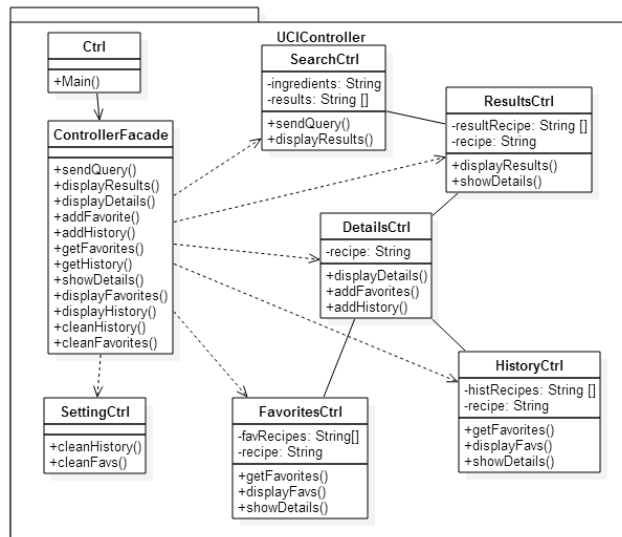 UCIController
Ctrl
+Main()
ControllerFacade
+sendQuery()
+displayResults()
+displayDetails()
+addFavorite()
+addHistory()
+getFavorites()
+getHistory()
+showDetails()
+displayFavorites()
+displayHistory()
+cleanHistory()
+cleanFavorites()
SettingCtrl
+cleanHistory()
+cleanFavs()
SearchCtrl
-ingredients: String
-results: String []
+sendQuery()
+displayResults()
ResultsCtrl
-resultRecipe: String []
-recipe: String
+displayResults()
+showDetails()
DetailsCtrl
-recipe: String
+displayDetails()
+addFavorites()
+addHistory()
HistoryCtrl
-histRecipes: String []
-recipe: String
+getFavorites()
+displayFavs()
+showDetails()
FavoritesCtrl
-favRecipes: String[]
-recipe: String
+getFavorites()
+displayFavs()
+showDetails()